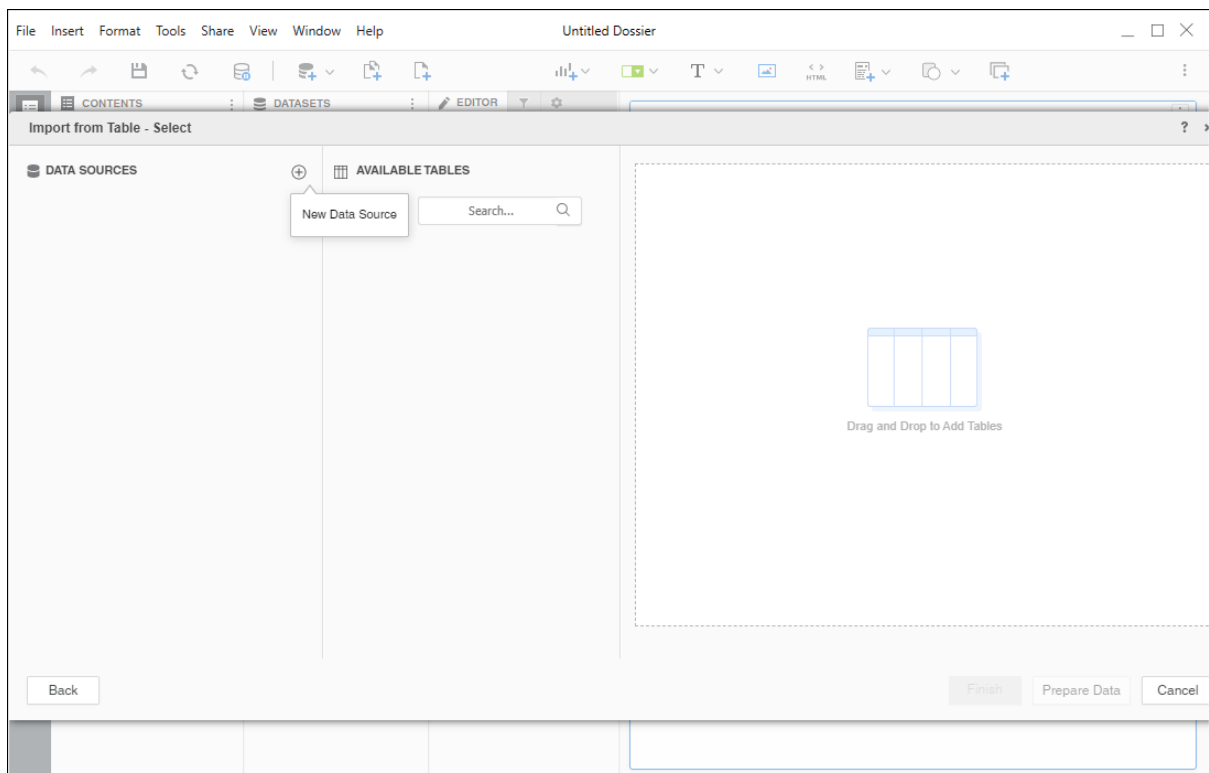 File Insert Format Tools Share View Window Help Untitled Dossier
T
< >
HTML
CONTENTS DATASETS EDITOR
Import from Table - Select ?
DATA SOURCES AVAILABLE TABLES
New Data Source Search...
Drag and Drop to Add Tables
Back Finish Prepare Data Cancel